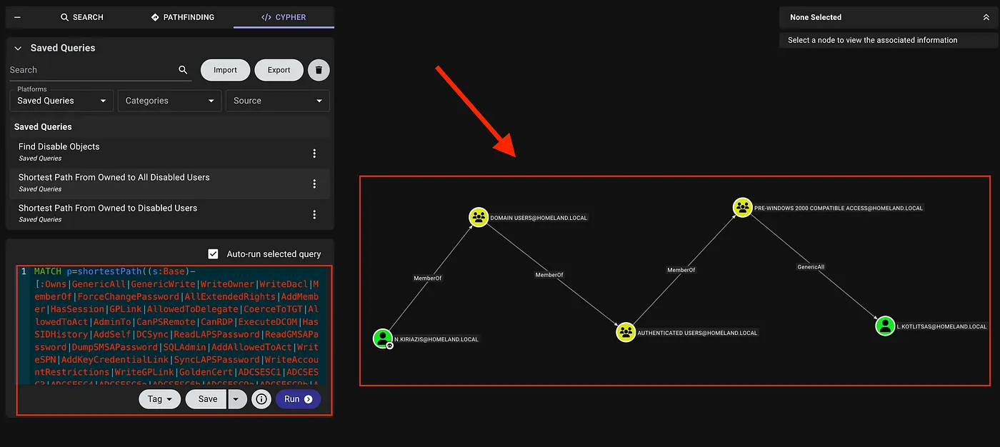 SEARCH
PATHFINDING
</> CYPHER
Saved Queries
Search
Import
Export
Platforms
Saved Queries
Categories
Source
Saved Queries
Find Disable Objects
Saved Queries
Shortest Path From Owned to All Disabled Users
Saved Queries
Shortest Path From Owned to Disabled Users
Saved Queries
Auto-run selected query
1 MATCH p=shortestPath((s:Base)-
[:Owns|GenericAll|GenericWrite|WriteOwner|WriteDacl|M
emberOf|ForceChangePassword|AllExtendedRights|AddMemb
er|HasSession|GPLink|AllowedToDelegate|CoerceToTGT|Al
lowedToAct|AdminTo|CanPSRemote|CanRDP|ExecuteDCOM|Has
SIDHistory|AddSelf|DCSync|ReadLAPSPassword|ReadGMSAPa
ssword|DumpSMSAPassword|SQLAdmin|AddAllowedToAct|Writ
eSPN|AddKeyCredentialLink|SyncLAPSPassword|WriteAccou
ntRestrictions|WriteGPLink|GoldenCert|ADCSESC1|ADCSES
C3|ADCSESC4|ADCSESC6a|ADCSESC6b|ADCSESC9a|ADCSESC9b|A
Tag
Save
Run
None Selected
Select a node to view the associated information
PRE-WINDOWS 2000 COMPATIBLE ACCESS@HOMELAND.LOCAL
DOMAIN USERS@HOMELAND.LOCAL
GenericAll
MemberOf
MemberOf
MemberOf
L.KOTLITSAS@HOMELAND.LOCAL
AUTHENTICATED USERS@HOMELAND.LOCAL
N.KIRIAZIS@HOMELAND.LOCAL